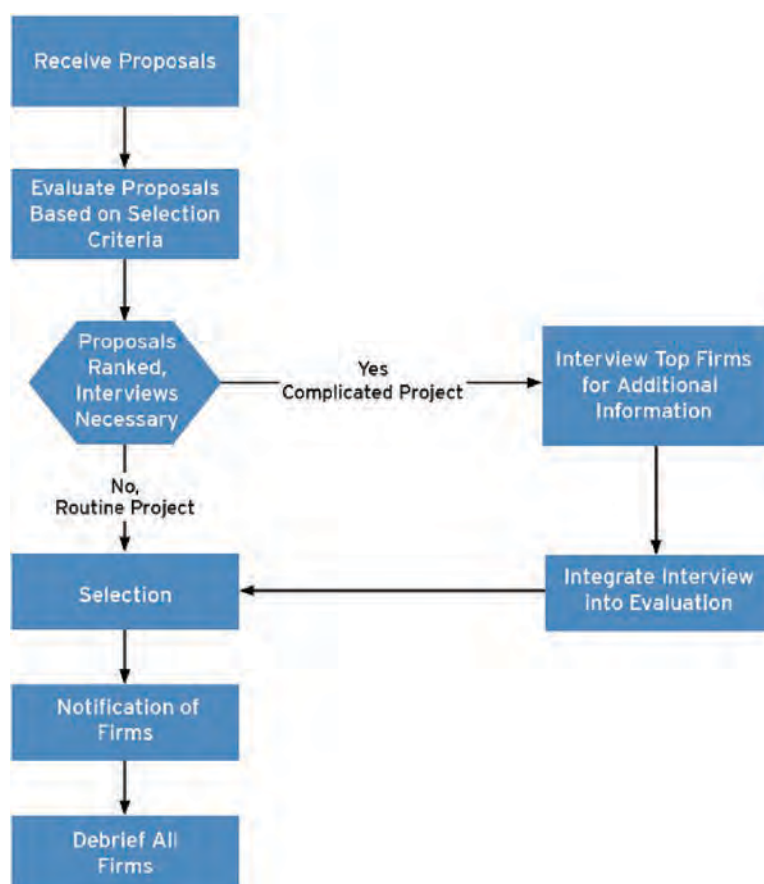 Receive Proposals
Evaluate Proposals
Based on Selection
Criteria
Proposals
Ranked,
Interviews
Necessary
Yes
Complicated Project
Interview Top Firms
for Additional
Information
No,
Routine Project
Integrate Interview
into Evaluation
Selection
Notification of
Firms
Debrief All
Firms